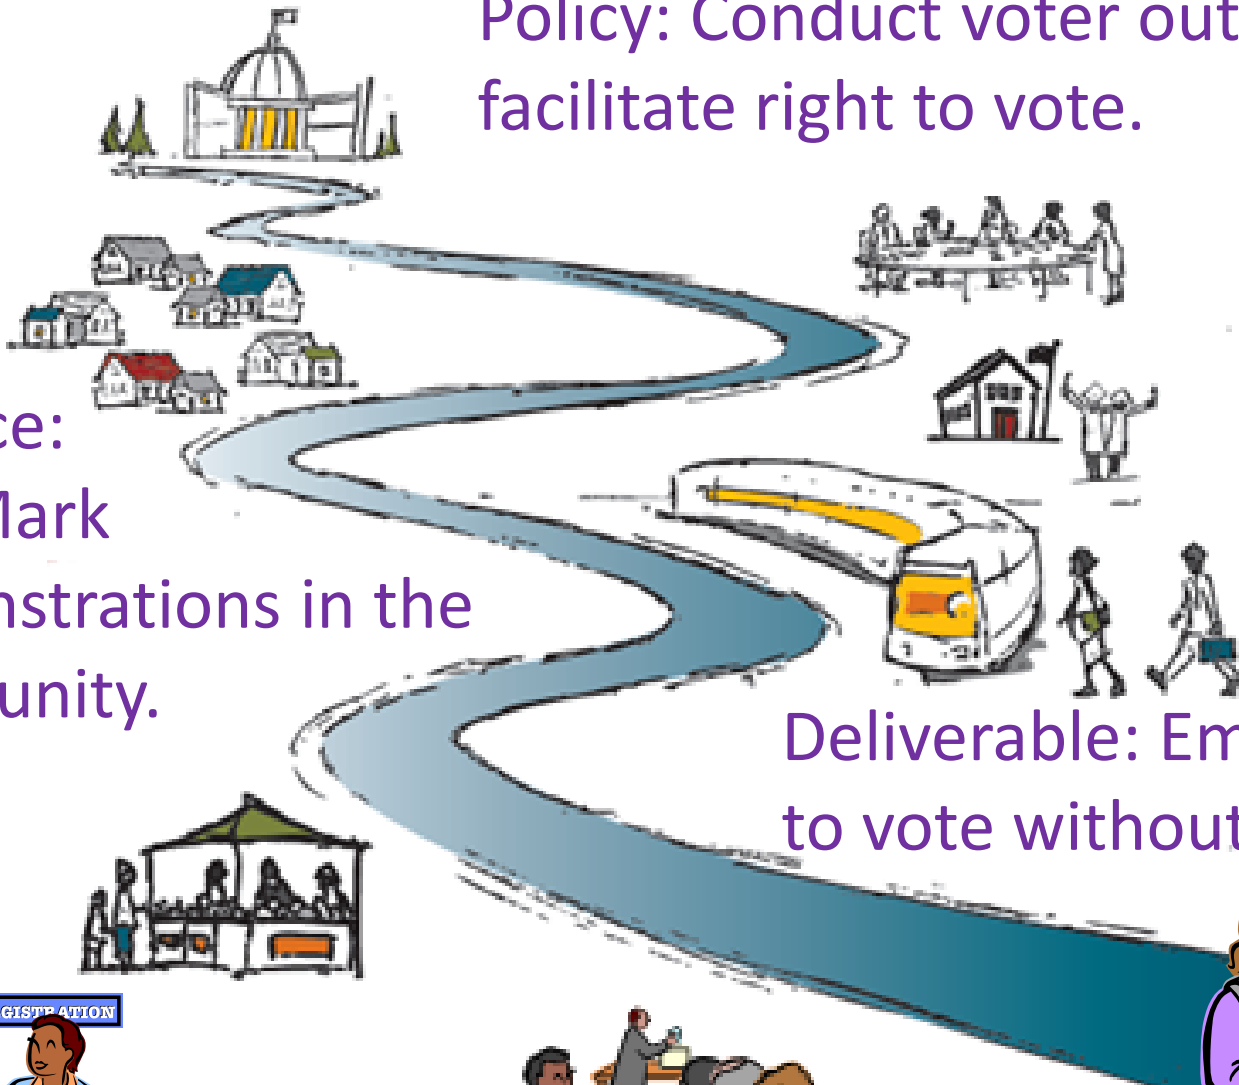 Policy: Conduct voter out
facilitate right to vote.
ce:
Mark
nstrations in the
unity.
Deliverable: Em
to vote without
GISTRATION